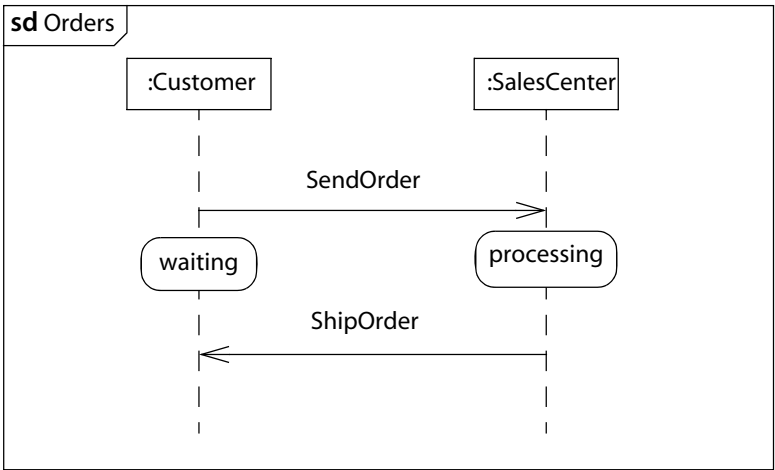 sd Orders
:Customer
:SalesCenter
SendOrder
waiting
processing
ShipOrder